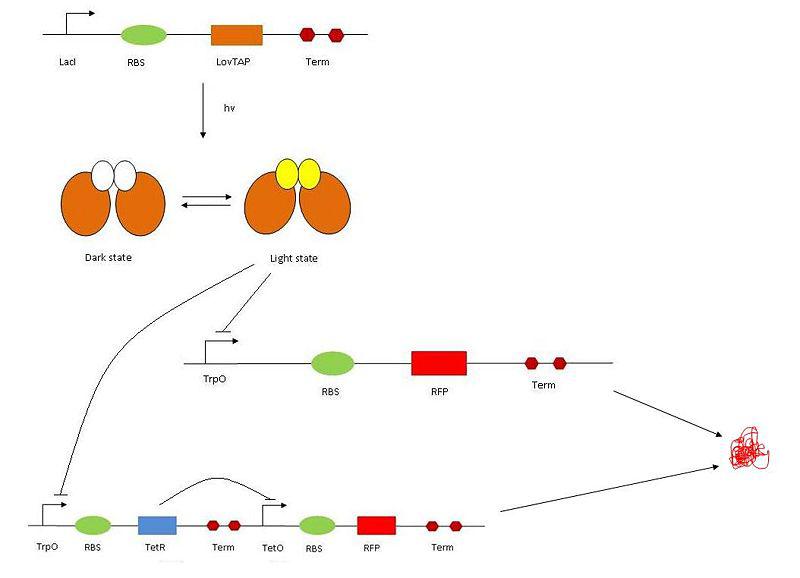 LacI RBS LovTAP Term
hν
Dark state Light state
TrpO RBS RFP Term
TrpO RBS TetR Term TetO RBS RFP Term